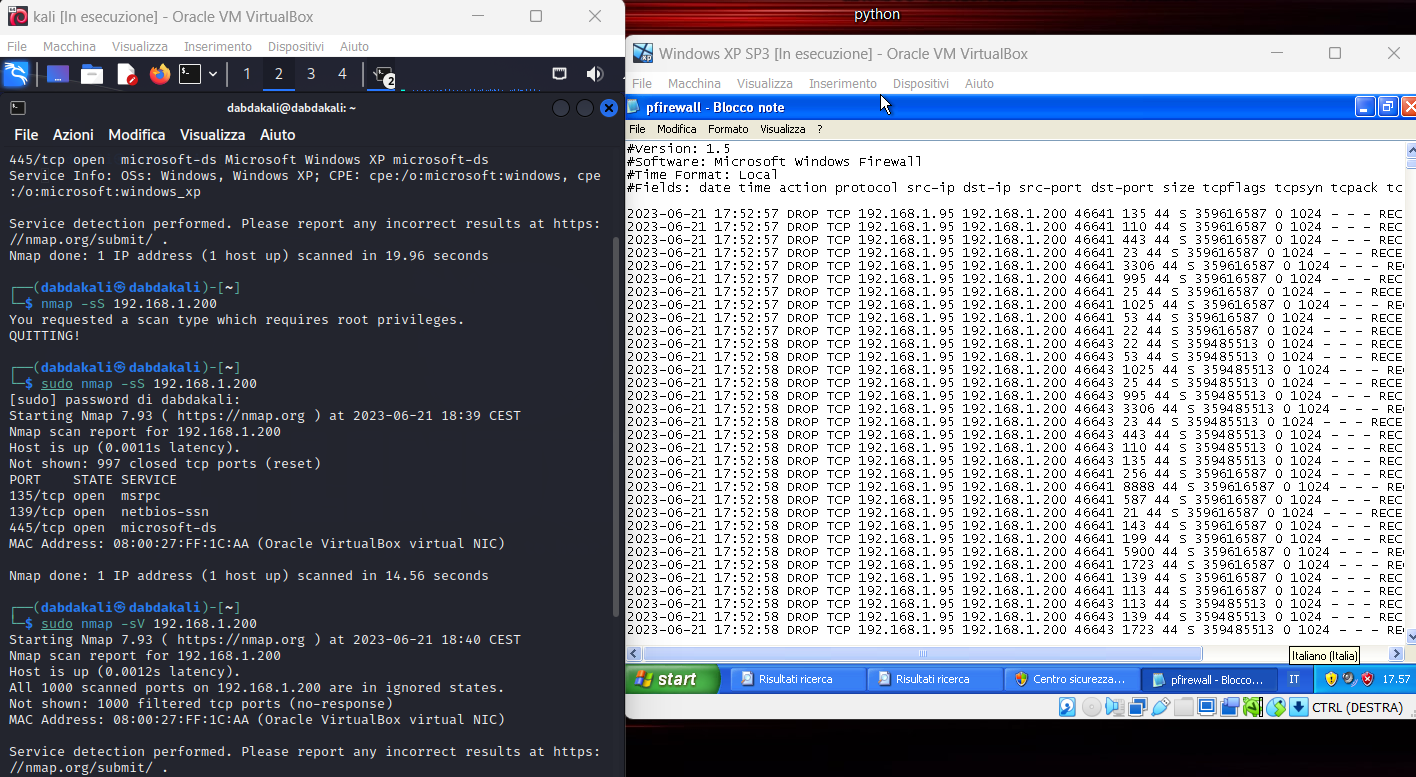 kali [In esecuzione] - Oracle VM VirtualBox
File Macchina Visualizza Inserimento Dispositivi Aiuto
1 2 3 4 2
dabdakali@dabdakali: ~
File Azioni Modifica Visualizza Aiuto
445/tcp open microsoft-ds Microsoft Windows XP microsoft-ds
Service Info: OSs: Windows, Windows XP; CPE: cpe:/o:microsoft:windows, cpe
:/o:microsoft:windows_xp
Service detection performed. Please report any incorrect results at https:
//nmap.org/submit/ .
Nmap done: 1 IP address (1 host up) scanned in 19.96 seconds
┌──(dabdakali㉿dabdakali)-[~]
└─$ nmap -sS 192.168.1.200
You requested a scan type which requires root privileges.
QUITTING!
┌──(dabdakali㉿dabdakali)-[~]
└─$ sudo nmap -sS 192.168.1.200
[sudo] password di dabdakali:
Starting Nmap 7.93 ( https://nmap.org ) at 2023-06-21 18:39 CEST
Nmap scan report for 192.168.1.200
Host is up (0.0011s latency).
Not shown: 997 closed tcp ports (reset)
PORT STATE SERVICE
135/tcp open msrpc
139/tcp open netbios-ssn
445/tcp open microsoft-ds
MAC Address: 08:00:27:FF:1C:AA (Oracle VirtualBox virtual NIC)
Nmap done: 1 IP address (1 host up) scanned in 14.56 seconds
┌──(dabdakali㉿dabdakali)-[~]
└─$ sudo nmap -sV 192.168.1.200
Starting Nmap 7.93 ( https://nmap.org ) at 2023-06-21 18:40 CEST
Nmap scan report for 192.168.1.200
Host is up (0.0012s latency).
All 1000 scanned ports on 192.168.1.200 are in ignored states.
Not shown: 1000 filtered tcp ports (no-response)
MAC Address: 08:00:27:FF:1C:AA (Oracle VirtualBox virtual NIC)
Service detection performed. Please report any incorrect results at https:
//nmap.org/submit/ .
python
Windows XP SP3 [In esecuzione] - Oracle VM VirtualBox
File Macchina Visualizza Inserimento Dispositivi Aiuto
pfirewall - Blocco note
File Modifica Formato Visualizza ?
#Version: 1.5
#Software: Microsoft Windows Firewall
#Time Format: Local
#Fields: date time action protocol src-ip dst-ip src-port dst-port size tcpflags tcpsyn tcpack tc
2023-06-21 17:52:57 DROP TCP 192.168.1.95 192.168.1.200 46641 135 44 S 359616587 0 1024 - - - REC
2023-06-21 17:52:57 DROP TCP 192.168.1.95 192.168.1.200 46641 110 44 S 359616587 0 1024 - - - REC
2023-06-21 17:52:57 DROP TCP 192.168.1.95 192.168.1.200 46641 443 44 S 359616587 0 1024 - - - REC
2023-06-21 17:52:57 DROP TCP 192.168.1.95 192.168.1.200 46641 23 44 S 359616587 0 1024 - - - RECE
2023-06-21 17:52:57 DROP TCP 192.168.1.95 192.168.1.200 46641 3306 44 S 359616587 0 1024 - - - RE
2023-06-21 17:52:57 DROP TCP 192.168.1.95 192.168.1.200 46641 995 44 S 359616587 0 1024 - - - REC
2023-06-21 17:52:57 DROP TCP 192.168.1.95 192.168.1.200 46641 25 44 S 359616587 0 1024 - - - RECE
2023-06-21 17:52:57 DROP TCP 192.168.1.95 192.168.1.200 46641 1025 44 S 359616587 0 1024 - - - RE
2023-06-21 17:52:57 DROP TCP 192.168.1.95 192.168.1.200 46641 53 44 S 359616587 0 1024 - - - RECE
2023-06-21 17:52:57 DROP TCP 192.168.1.95 192.168.1.200 46641 22 44 S 359616587 0 1024 - - - RECE
2023-06-21 17:52:58 DROP TCP 192.168.1.95 192.168.1.200 46643 22 44 S 359485513 0 1024 - - - RECE
2023-06-21 17:52:58 DROP TCP 192.168.1.95 192.168.1.200 46643 53 44 S 359485513 0 1024 - - - RECE
2023-06-21 17:52:58 DROP TCP 192.168.1.95 192.168.1.200 46643 1025 44 S 359485513 0 1024 - - - RE
2023-06-21 17:52:58 DROP TCP 192.168.1.95 192.168.1.200 46643 25 44 S 359485513 0 1024 - - - RECE
2023-06-21 17:52:58 DROP TCP 192.168.1.95 192.168.1.200 46643 995 44 S 359485513 0 1024 - - - REC
2023-06-21 17:52:58 DROP TCP 192.168.1.95 192.168.1.200 46643 3306 44 S 359485513 0 1024 - - - RE
2023-06-21 17:52:58 DROP TCP 192.168.1.95 192.168.1.200 46643 23 44 S 359485513 0 1024 - - - RECE
2023-06-21 17:52:58 DROP TCP 192.168.1.95 192.168.1.200 46643 443 44 S 359485513 0 1024 - - - REC
2023-06-21 17:52:58 DROP TCP 192.168.1.95 192.168.1.200 46643 110 44 S 359485513 0 1024 - - - REC
2023-06-21 17:52:58 DROP TCP 192.168.1.95 192.168.1.200 46643 135 44 S 359485513 0 1024 - - - REC
2023-06-21 17:52:58 DROP TCP 192.168.1.95 192.168.1.200 46641 256 44 S 359616587 0 1024 - - - REC
2023-06-21 17:52:58 DROP TCP 192.168.1.95 192.168.1.200 46641 8888 44 S 359616587 0 1024 - - - RE
2023-06-21 17:52:58 DROP TCP 192.168.1.95 192.168.1.200 46641 587 44 S 359616587 0 1024 - - - REC
2023-06-21 17:52:58 DROP TCP 192.168.1.95 192.168.1.200 46641 21 44 S 359616587 0 1024 - - - RECE
2023-06-21 17:52:58 DROP TCP 192.168.1.95 192.168.1.200 46641 143 44 S 359616587 0 1024 - - - REC
2023-06-21 17:52:58 DROP TCP 192.168.1.95 192.168.1.200 46641 199 44 S 359616587 0 1024 - - - REC
2023-06-21 17:52:58 DROP TCP 192.168.1.95 192.168.1.200 46641 5900 44 S 359616587 0 1024 - - - RE
2023-06-21 17:52:58 DROP TCP 192.168.1.95 192.168.1.200 46641 1723 44 S 359616587 0 1024 - - - RE
2023-06-21 17:52:58 DROP TCP 192.168.1.95 192.168.1.200 46641 139 44 S 359616587 0 1024 - - - REC
2023-06-21 17:52:58 DROP TCP 192.168.1.95 192.168.1.200 46641 113 44 S 359616587 0 1024 - - - REC
2023-06-21 17:52:58 DROP TCP 192.168.1.95 192.168.1.200 46643 139 44 S 359485513 0 1024 - - - REC
2023-06-21 17:52:58 DROP TCP 192.168.1.95 192.168.1.200 46643 113 44 S 359485513 0 1024 - - - REC
2023-06-21 17:52:58 DROP TCP 192.168.1.95 192.168.1.200 46643 1723 44 S 359485513 0 1024 - - - RE
Italiano (Italia)
start Risultati ricerca Risultati ricerca Centro sicurezza... pfirewall - Blocco... IT 17.57
CTRL (DESTRA)